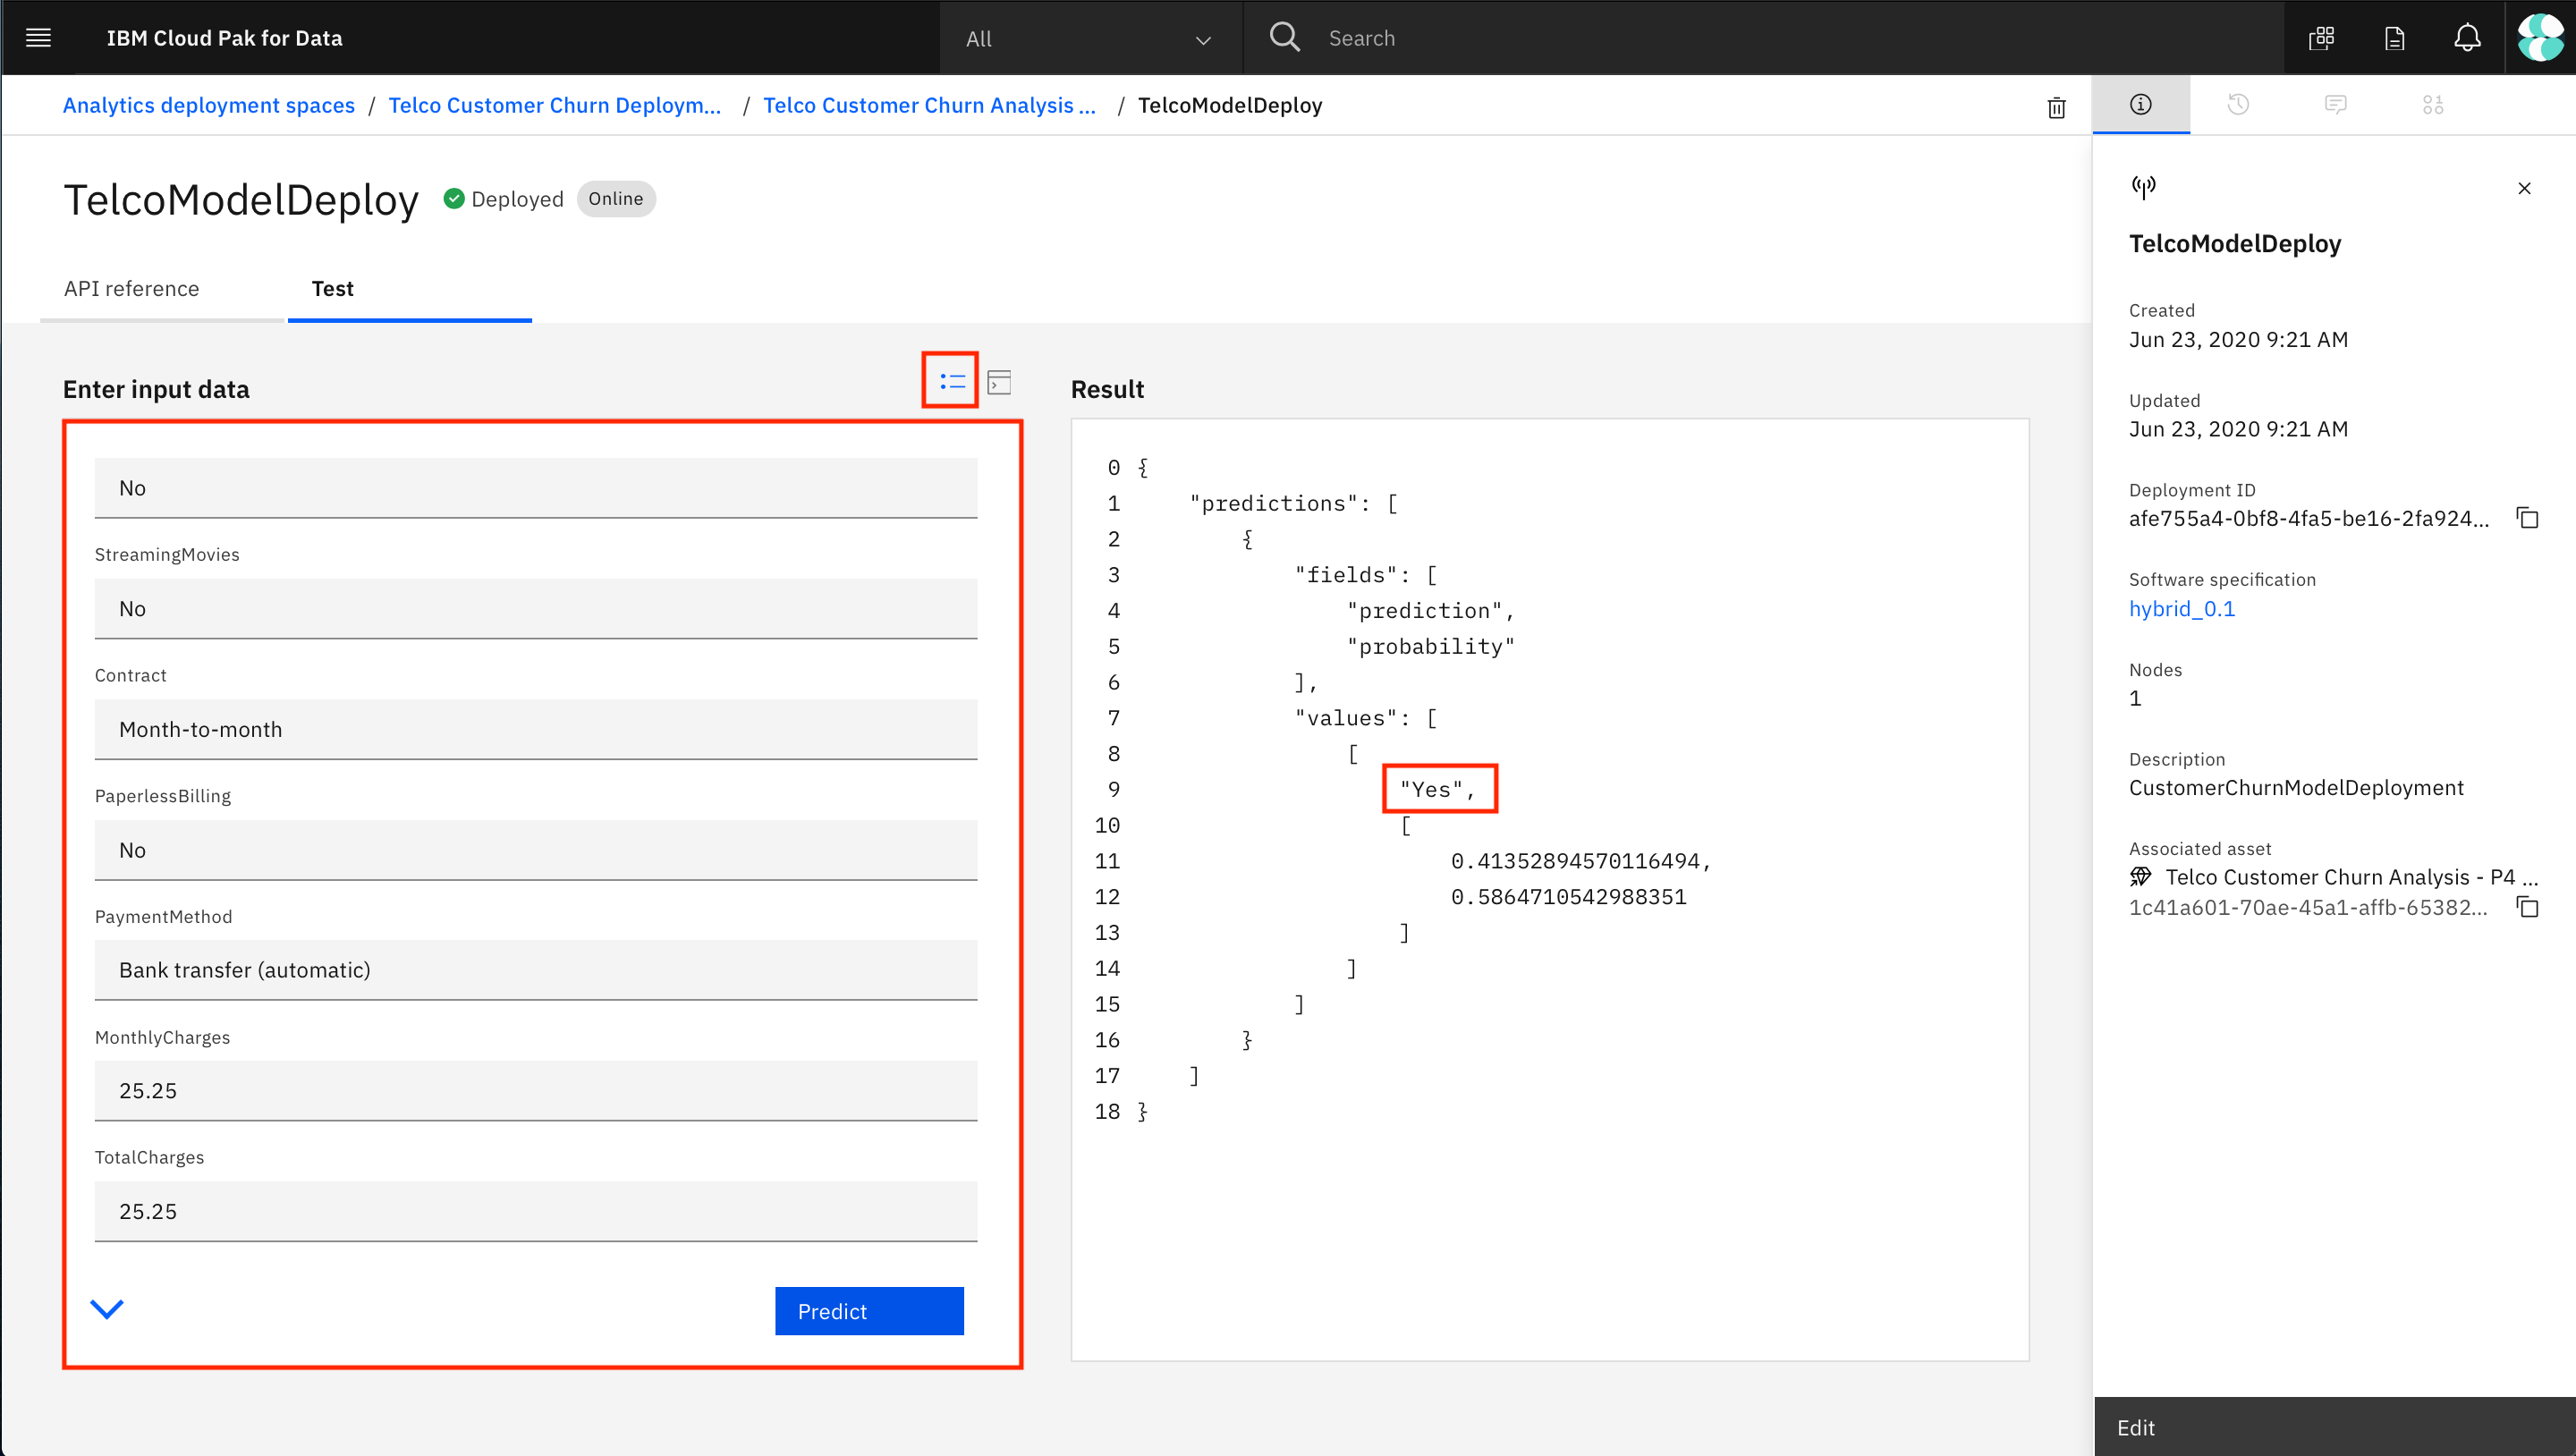 IBM Cloud Pak for Data
All
Search
Analytics deployment spaces / Telco Customer Churn Deploym... / Telco Customer Churn Analysis ... / TelcoModelDeploy
TelcoModelDeploy
Deployed
Online
API reference
Test
Enter input data
No
StreamingMovies
No
Contract
Month-to-month
PaperlessBilling
No
PaymentMethod
Bank transfer (automatic)
MonthlyCharges
25.25
TotalCharges
25.25
Predict
Result
0 {
1 "predictions": [
2 {
3 "fields": [
4 "prediction",
5 "probability"
6 ],
7 "values": [
8 [
9 "Yes",
10 [
11 0.41352894570116494,
12 0.5864710542988351
13 ]
14 ]
15 ]
16 }
17 ]
18 }
TelcoModelDeploy
Created
Jun 23, 2020 9:21 AM
Updated
Jun 23, 2020 9:21 AM
Deployment ID
afe755a4-0bf8-4fa5-be16-2fa924...
Software specification
hybrid_0.1
Nodes
1
Description
CustomerChurnModelDeployment
Associated asset
Telco Customer Churn Analysis - P4 ...
1c41a601-70ae-45a1-affb-65382...
Edit